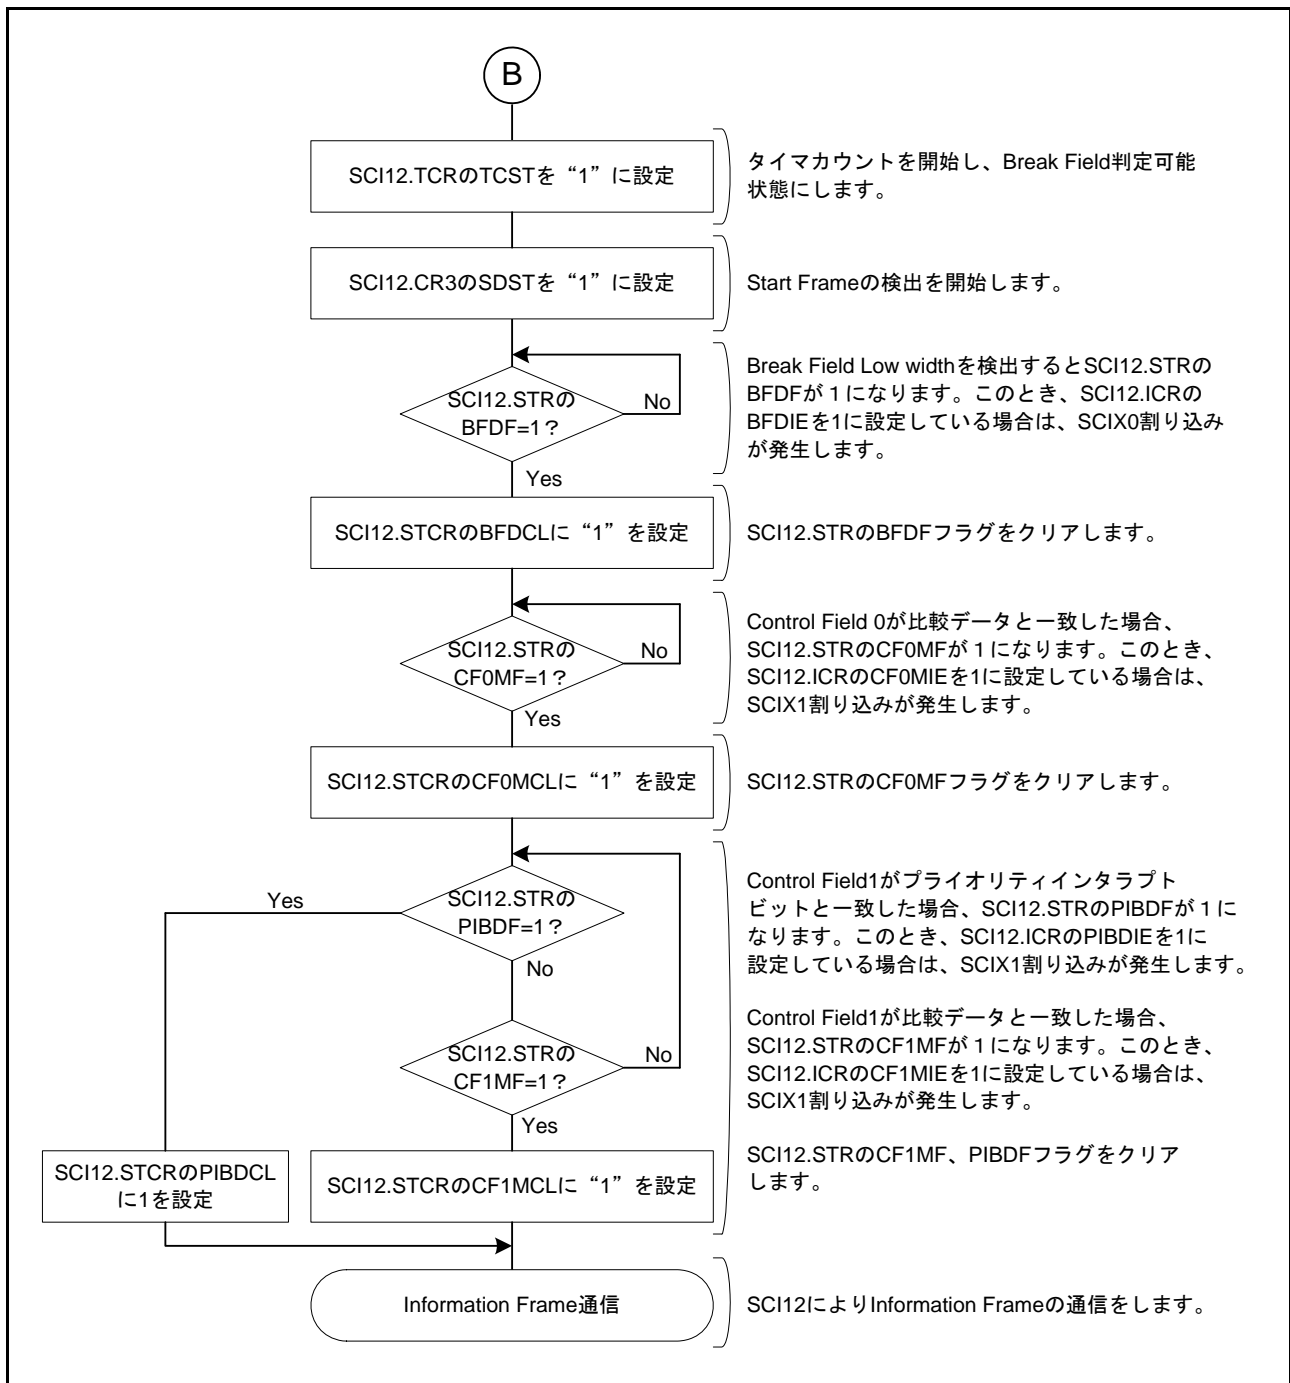 B
SCI12.TCRのTCSTを“1”に設定
タイマカウントを開始し、Break Field判定可能
状態にします。
SCI12.CR3のSDSTを“1”に設定
Start Frameの検出を開始します。
SCI12.STRの
BFDF=1？
No
Yes
Break Field Low widthを検出するとSCI12.STRの
BFDFが１になります。このとき、SCI12.ICRの
BFDIEを1に設定している場合は、SCIX0割り込み
が発生します。
SCI12.STCRのBFDCLに“1”を設定
SCI12.STRのBFDFフラグをクリアします。
SCI12.STRの
CF0MF=1？
No
Yes
Control Field 0が比較データと一致した場合、
SCI12.STRのCF0MFが１になります。このとき、
SCI12.ICRのCF0MIEを1に設定している場合は、
SCIX1割り込みが発生します。
SCI12.STCRのCF0MCLに“1”を設定
SCI12.STRのCF0MFフラグをクリアします。
SCI12.STRの
PIBDF=1？
Yes
No
Control Field1がプライオリティインタラプト
ビットと一致した場合、SCI12.STRのPIBDFが１に
なります。このとき、SCI12.ICRのPIBDIEを1に
設定している場合は、SCIX1割り込みが発生します。
SCI12.STRの
CF1MF=1？
No
Yes
Control Field1が比較データと一致した場合、
SCI12.STRのCF1MFが１になります。このとき、
SCI12.ICRのCF1MIEを1に設定している場合は、
SCIX1割り込みが発生します。
SCI12.STCRのPIBDCL
に1を設定
SCI12.STCRのCF1MCLに“1”を設定
SCI12.STRのCF1MF、PIBDFフラグをクリア
します。
Information Frame通信
SCI12によりInformation Frameの通信をします。